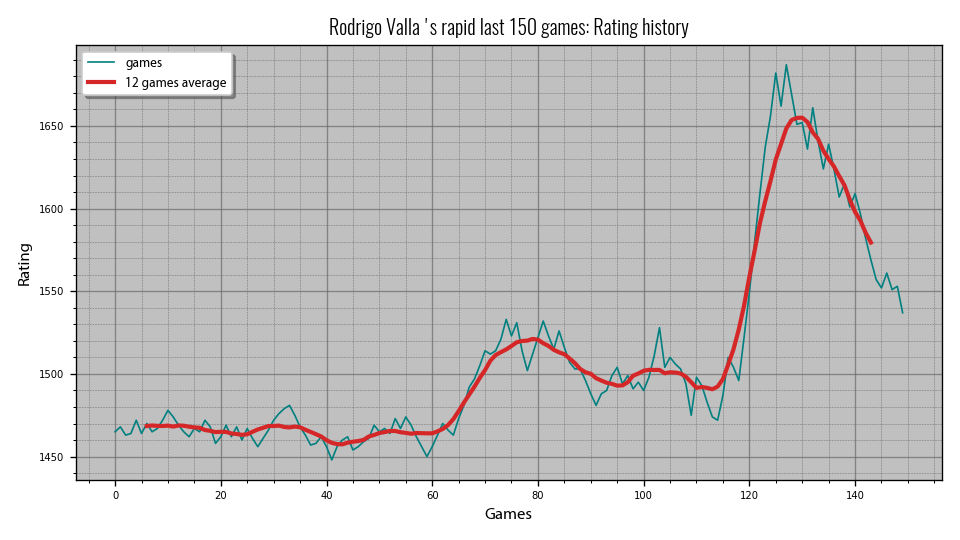 Rodrigo Valla 's rapid last 150 games: Rating history
games
12 games average
Rating
1650
1600
1550
1500
1450
0 20 40 60 80 100 120 140
Games